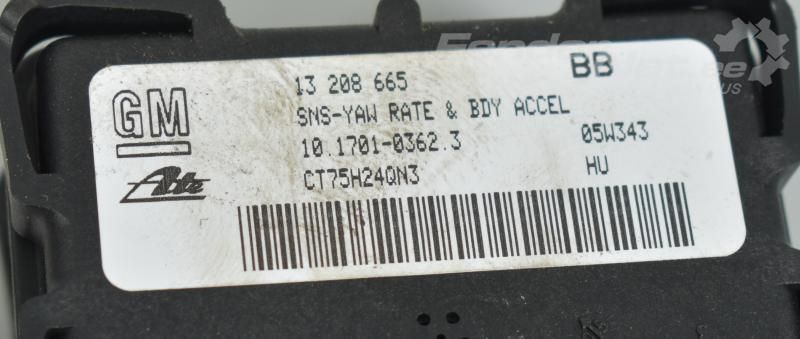 GM
13 208 665
BB
SNS-YAW RATE & BDY ACCEL
10.1701-0362.3
05W343
Ate
CT75H24QN3
HU